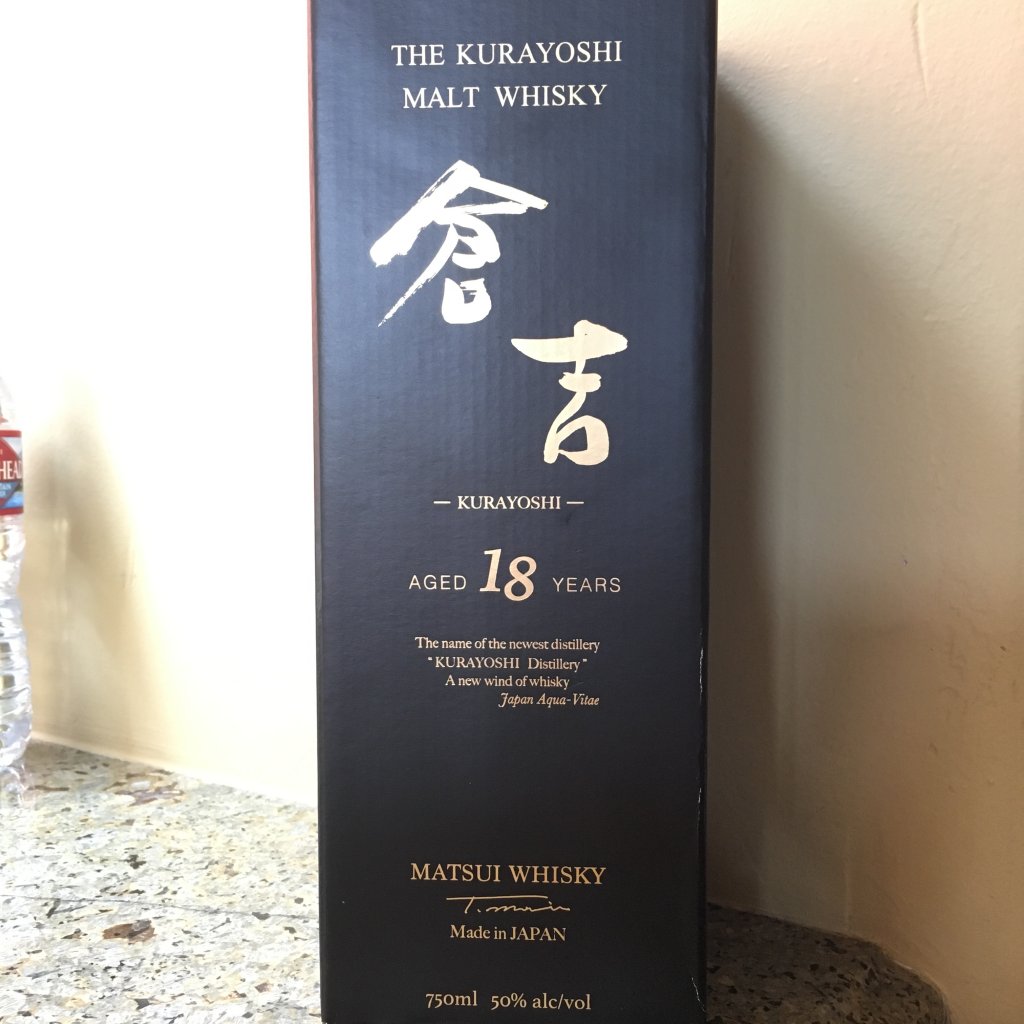 THE KURAYOSHI
MALT WHISKY
倉
吉
— KURAYOSHI —
AGED 18 YEARS
The name of the newest distillery
"KURAYOSHI Distillery"
A new wind of whisky
Japan Aqua-Vitae
MATSUI WHISKY
Made in JAPAN
750ml 50% alc/vol